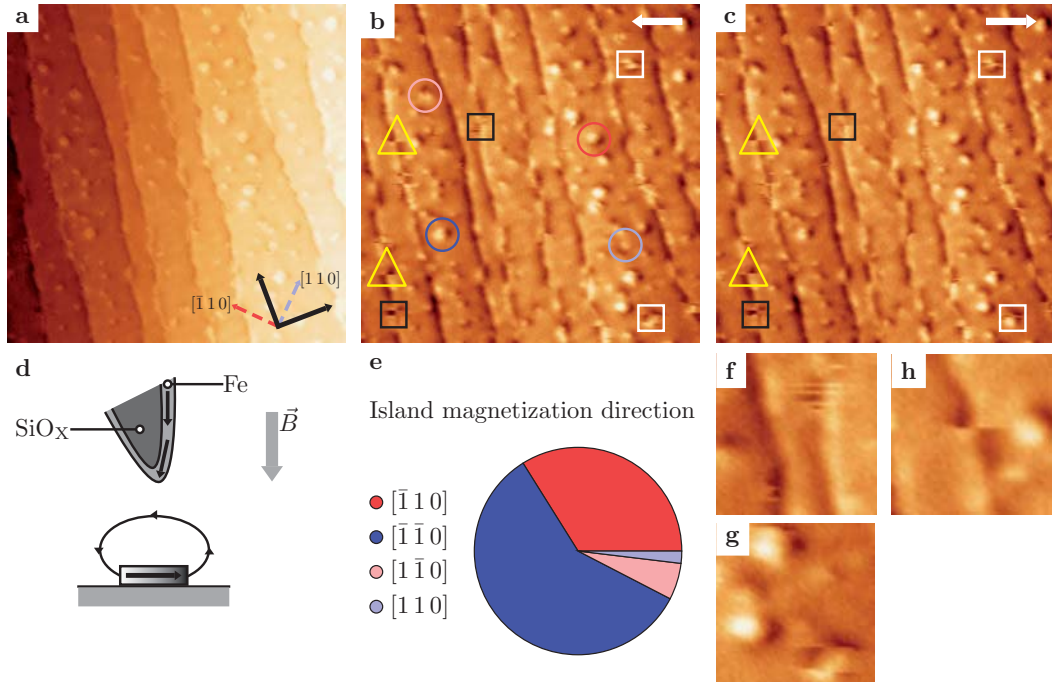 a
b
c
[1̄ 1 0]
[1 1 0]
d
Fe
SiOX
B⃗
e
Island magnetization direction
[1̄ 1 0]
[1̄ 1̄ 0]
[1 1̄ 0]
[1 1 0]
f
h
g